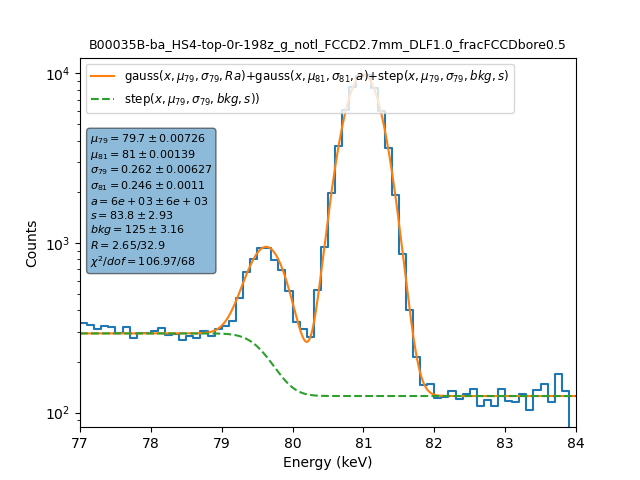 B00035B-ba_HS4-top-0r-198z_g_notl_FCCD2.7mm_DLF1.0_fracFCCDbore0.5
gauss(x, μ79, σ79, Ra)+gauss(x, μ81, σ81, a)+step(x, μ79, σ79, bkg, s)
step(x, μ79, σ79, bkg, s))
μ79 = 79.7 ± 0.00726
μ81 = 81 ± 0.00139
σ79 = 0.262 ± 0.00627
σ81 = 0.246 ± 0.0011
a = 6e + 03 ± 6e + 03
s = 83.8 ± 2.93
bkg = 125 ± 3.16
R = 2.65/32.9
χ²/dof = 106.97/68
10⁴
10³
10²
Counts
77 78 79 80 81 82 83 84
Energy (keV)